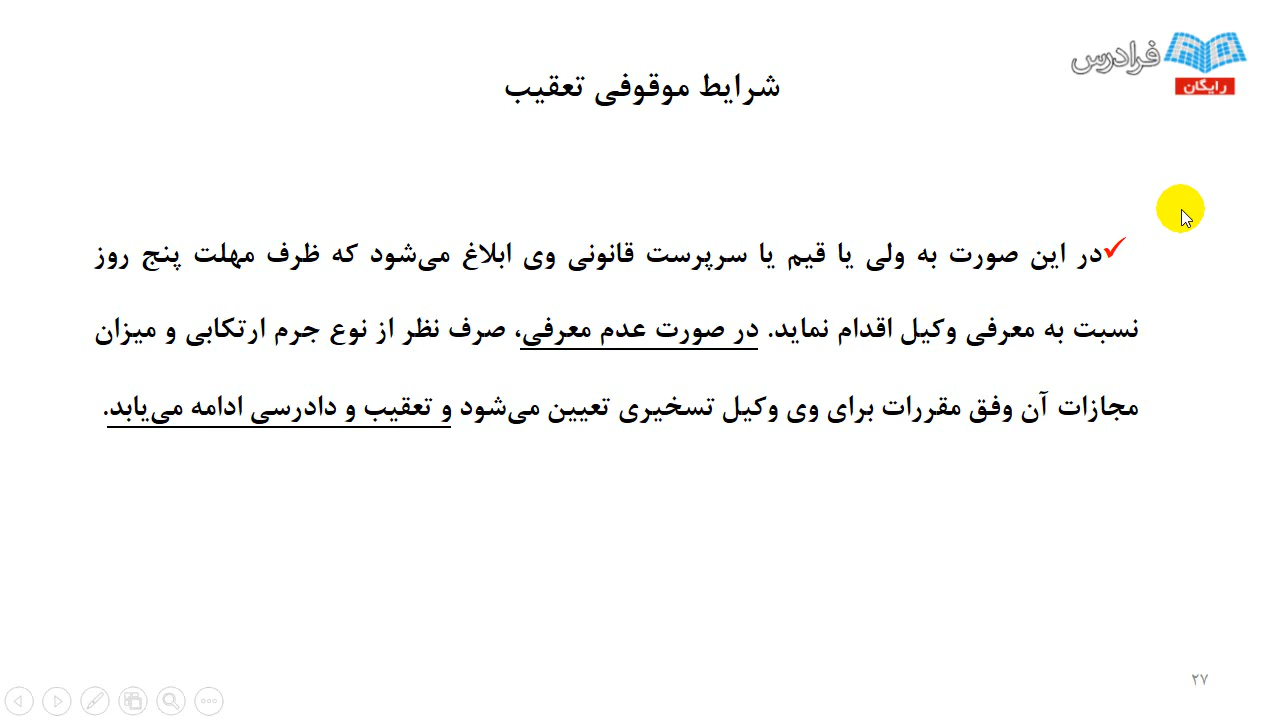 فرادرس
رایگان
شرایط موقوفی تعقیب
✓در این صورت به ولی یا قیم یا سرپرست قانونی وی ابلاغ می‌شود که ظرف مهلت پنج روز
نسبت به معرفی وکیل اقدام نماید. در صورت عدم معرفی، صرف نظر از نوع جرم ارتکابی و میزان
مجازات آن وفق مقررات برای وی وکیل تسخیری تعیین می‌شود و تعقیب و دادرسی ادامه می‌یابد.
۲۷